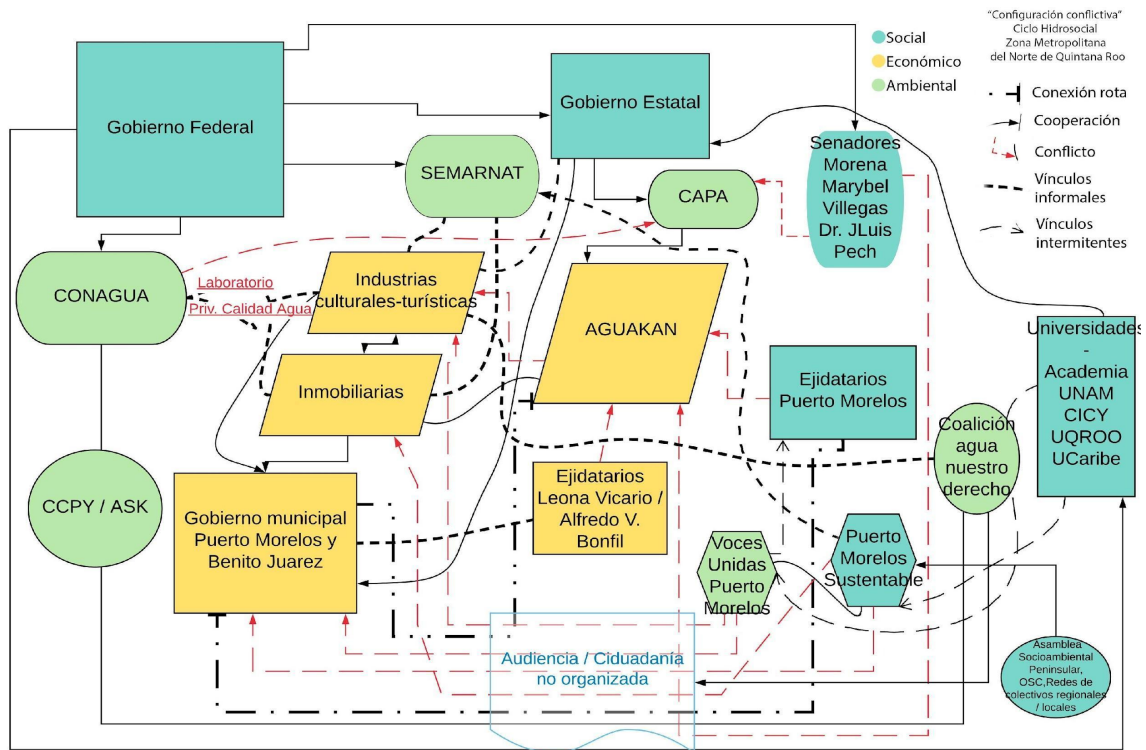 "Configuración conflictiva"
Ciclo Hidrosocial
Zona Metropolitana
del Norte de Quintana Roo
Social
Económico
Ambiental
Conexión rota
Cooperación
Conflicto
Vínculos
informales
Vínculos
intermitentes
Gobierno Federal
Gobierno Estatal
Senadores
Morena
Marybel
Villegas
Dr. JLuis
Pech
SEMARNAT
CAPA
CONAGUA
Laboratorio
Priv. Calidad Agua
Industrias
culturales-turísticas
AGUAKAN
Inmobiliarias
Ejidatarios
Puerto Morelos
Universidades
-
Academia
UNAM
CICY
UQROO
UCaribe
Coalición
agua
nuestro
derecho
CCPY / ASK
Gobierno municipal
Puerto Morelos y
Benito Juarez
Ejidatarios
Leona Vicario /
Alfredo V.
Bonfil
Voces
Unidas
Puerto
Morelos
Puerto
Morelos
Sustentable
Audiencia / Ciduadanía
no organizada
Asamblea
Socioambiental
Peninsular,
OSC,Redes de
colectivos regionales
/ locales